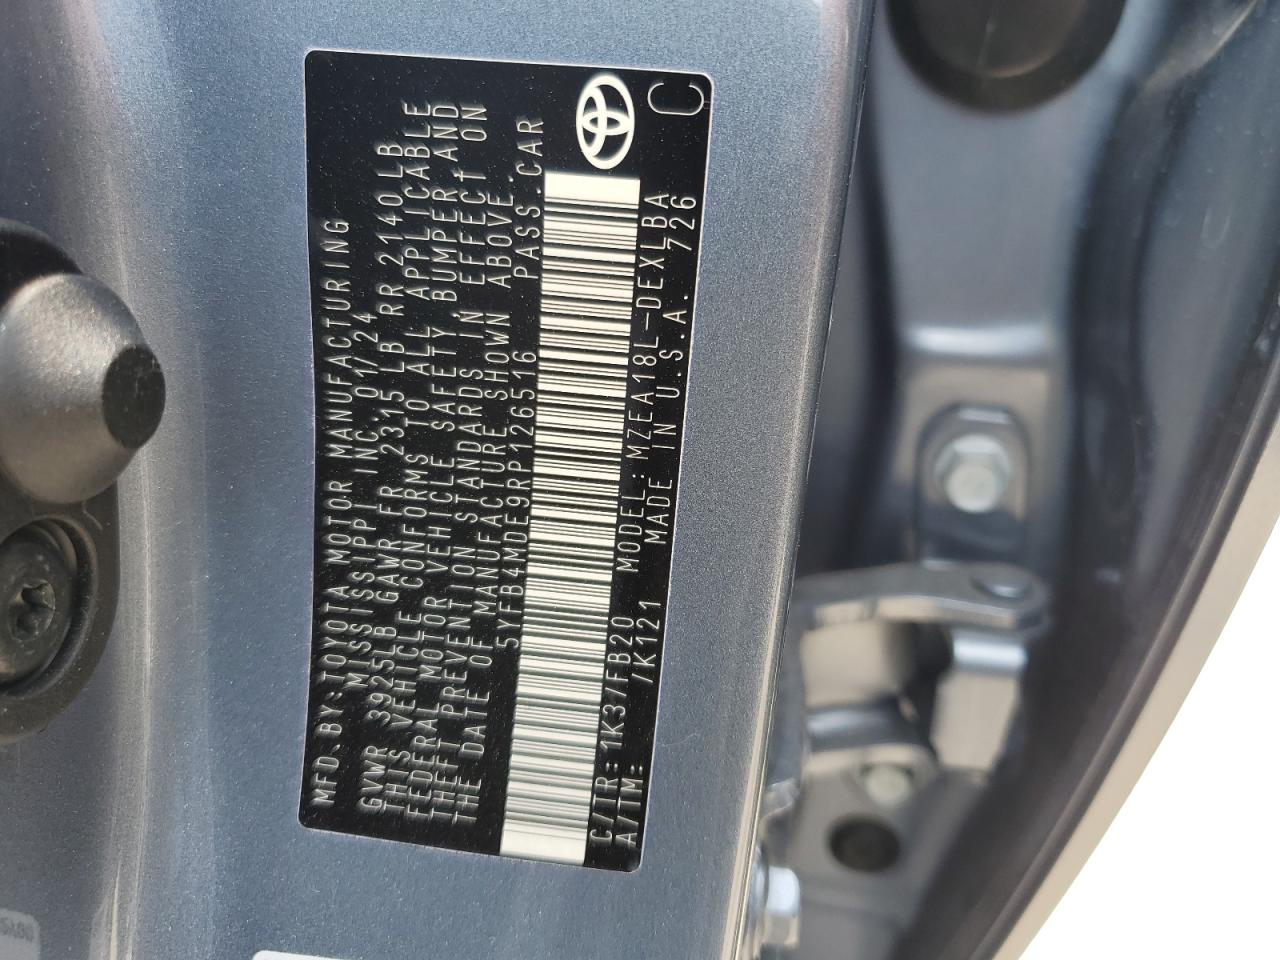 MFD.BY:TOYOTA MOTOR MANUFACTURING
MISSISSIPPI INC. 01/24
GVWR 3925LB GAWR FR 2315LB RR 2140LB
THIS VEHICLE CONFORMS TO ALL APPLICABLE
FEDERAL MOTOR VEHICLE SAFETY BUMPER AND
THEFT PREVENTION STANDARDS IN EFFECT ON
THE DATE OF MANUFACTURE SHOWN ABOVE.
5YFB4MDE9RP126516 PASS.CAR
C/TR:1K37/FB20 MODEL:MZEA18L-DEXLBA
A/TM: /K121 MADE IN U.S.A. 726
C